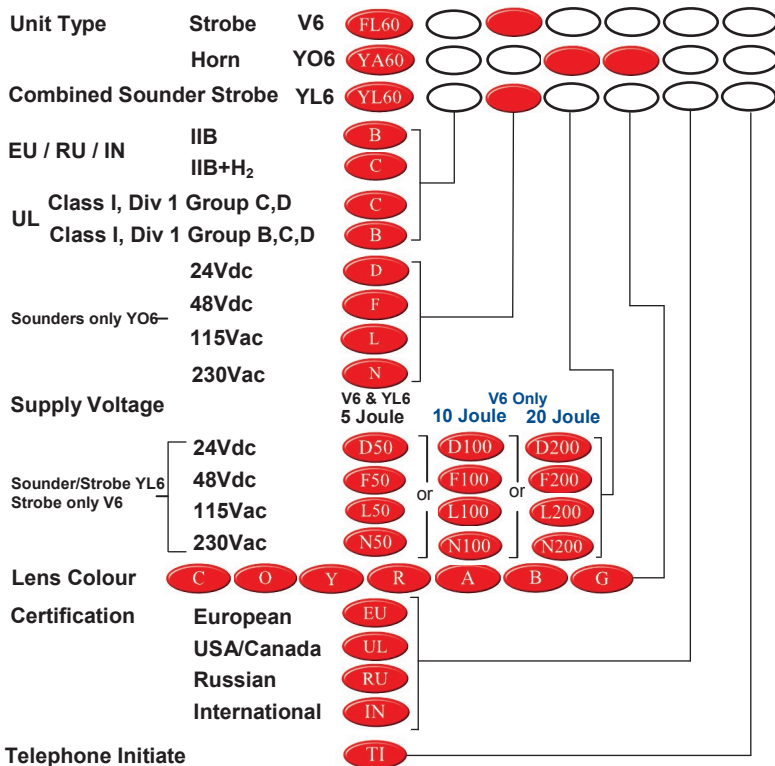 Unit Type Strobe V6 FL60
Horn YO6 YA60
Combined Sounder Strobe YL6 YL60
EU / RU / IN
IIB B
IIB+H₂ C
UL
Class I, Div 1 Group C,D C
Class I, Div 1 Group B,C,D B
24Vdc D
48Vdc F
Sounders only YO6
115Vac L
230Vac N
Supply Voltage
V6 & YL6 V6 Only
5 Joule 10 Joule 20 Joule
24Vdc D50 D100 D200
Sounder/Strobe YL6
Strobe only V6
48Vdc F50 or F100 or F200
115Vac L50 L100 L200
230Vac N50 N100 N200
Lens Colour C O Y R A B G
Certification European EU
USA/Canada UL
Russian RU
International IN
Telephone Initiate TI